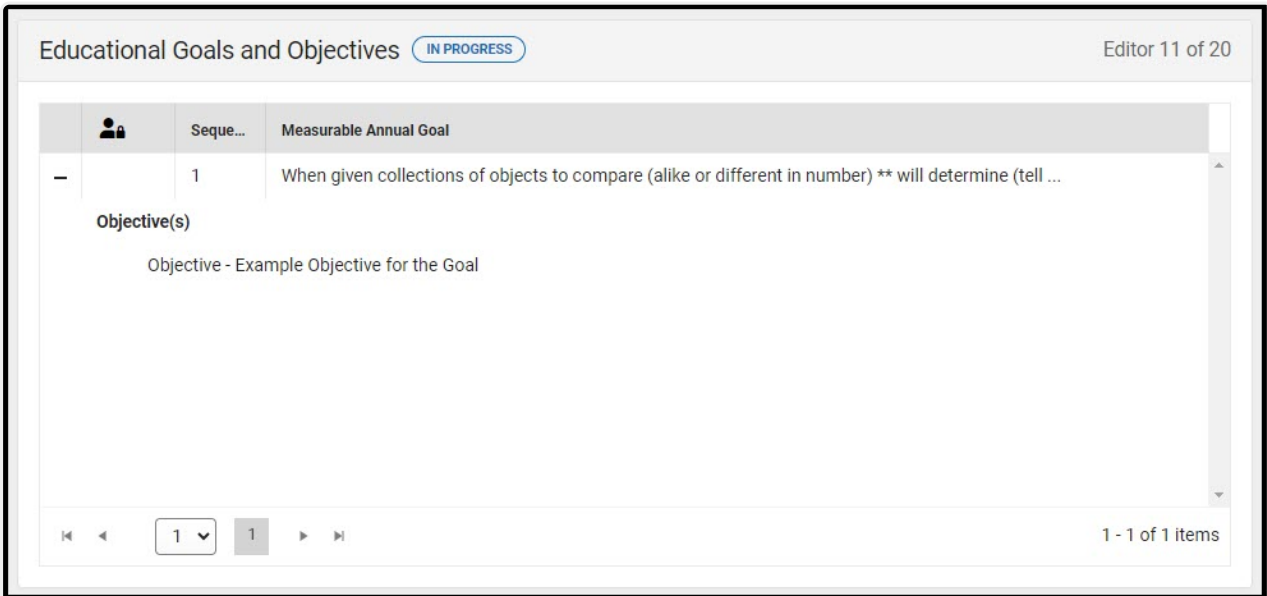 Educational Goals and Objectives IN PROGRESS Editor 11 of 20
Seque... Measurable Annual Goal
1 When given collections of objects to compare (alike or different in number) ** will determine (tell ...
Objective(s)
Objective - Example Objective for the Goal
1 1 1 - 1 of 1 items